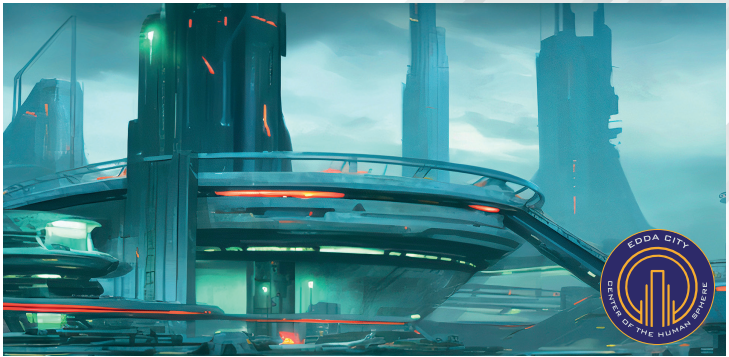 EDDA CITY
CENTER OF THE HUMAN SPHERE